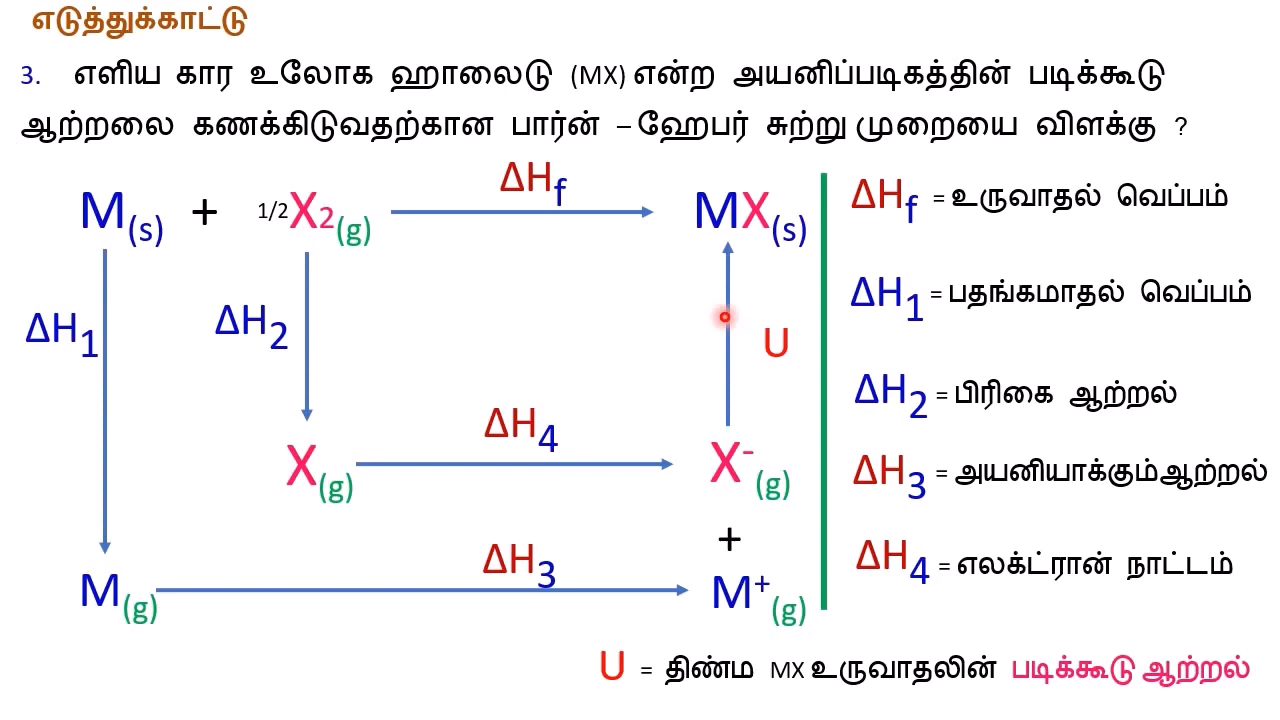 எடுத்துக்காட்டு
3. எளிய கார உலோக ஹாலைடு (MX) என்ற அயனிப்படிகத்தின் படிக்கூடு
ஆற்றலை கணக்கிடுவதற்கான பார்ன் – ஹேபர் சுற்று முறையை விளக்கு ?
M(s) + 1/2X2(g) ΔHf MX(s)
ΔH1 ΔH2 U
X(g) ΔH4 X-(g)
+
M(g) ΔH3 M+(g)
ΔHf = உருவாதல் வெப்பம்
ΔH1 = பதங்கமாதல் வெப்பம்
ΔH2 = பிரிகை ஆற்றல்
ΔH3 = அயனியாக்கும்ஆற்றல்
ΔH4 = எலக்ட்ரான் நாட்டம்
U = திண்ம MX உருவாதலின் படிக்கூடு ஆற்றல்